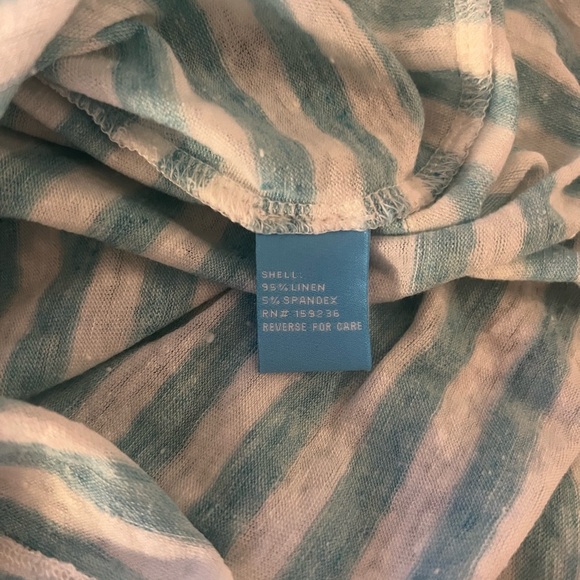 SHELL:
95% LINEN
5% SPANDEX
RN# 159236
REVERSE FOR CARE